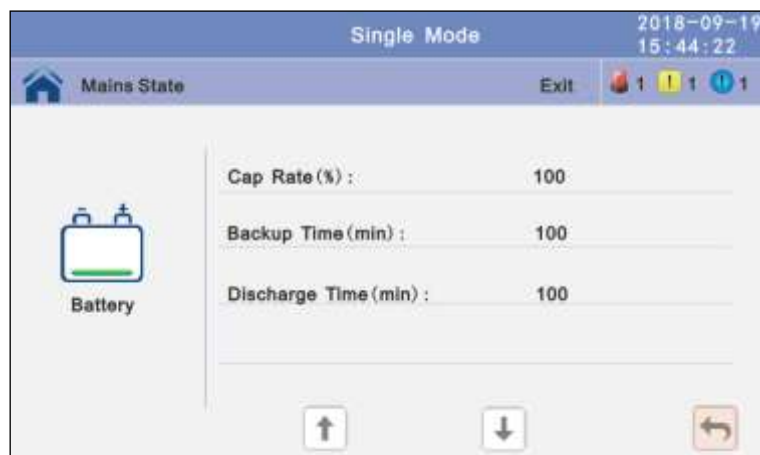 Single Mode
2018-09-19
15:44:22
Mains State Exit 1 1 1
Cap Rate(%): 100
Backup Time(min): 100
Discharge Time(min): 100
Battery